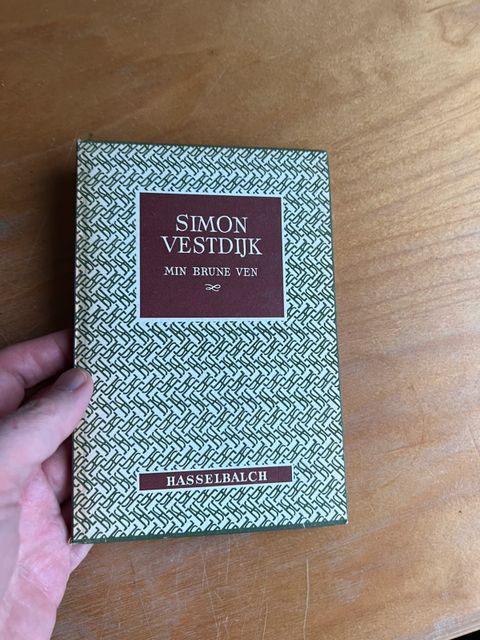 SIMON
VESTDIJK
MIN BRUNE VEN
HASSELBALCH